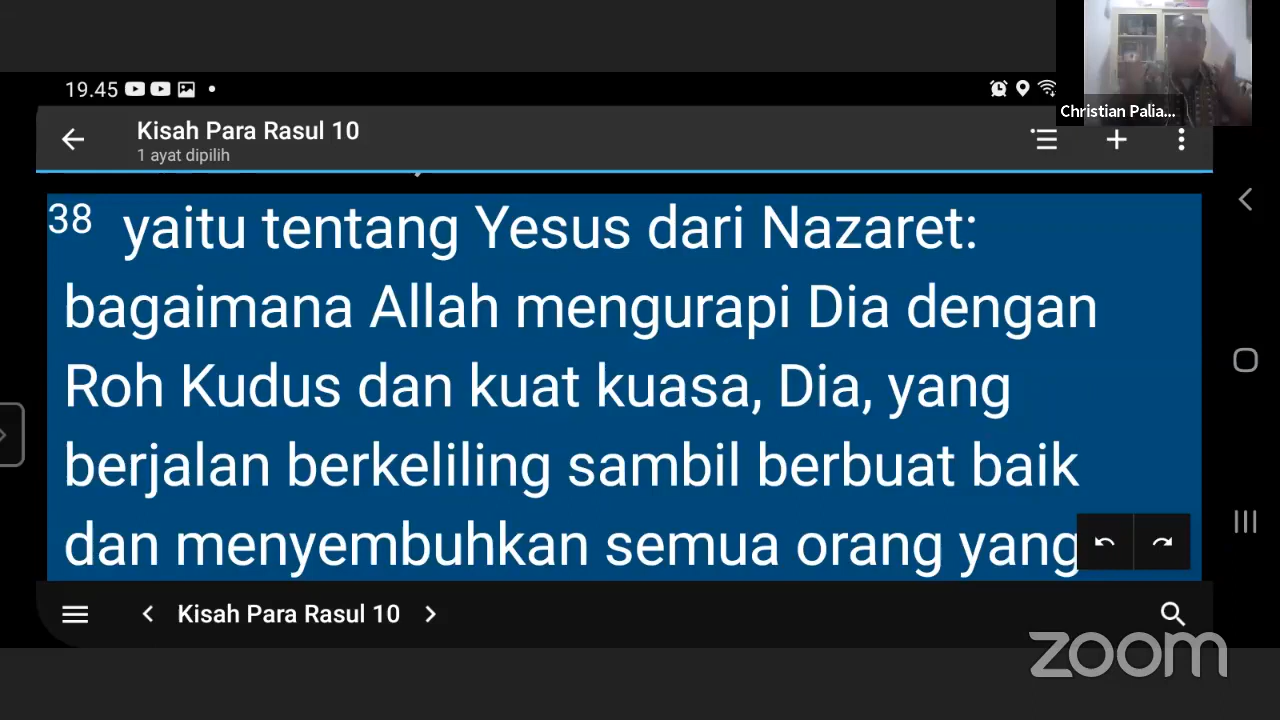 19.45
Christian Palia...
Kisah Para Rasul 10
1 ayat dipilih
38 yaitu tentang Yesus dari Nazaret:
bagaimana Allah mengurapi Dia dengan
Roh Kudus dan kuat kuasa, Dia, yang
berjalan berkeliling sambil berbuat baik
dan menyembuhkan semua orang yang
Kisah Para Rasul 10
zoom